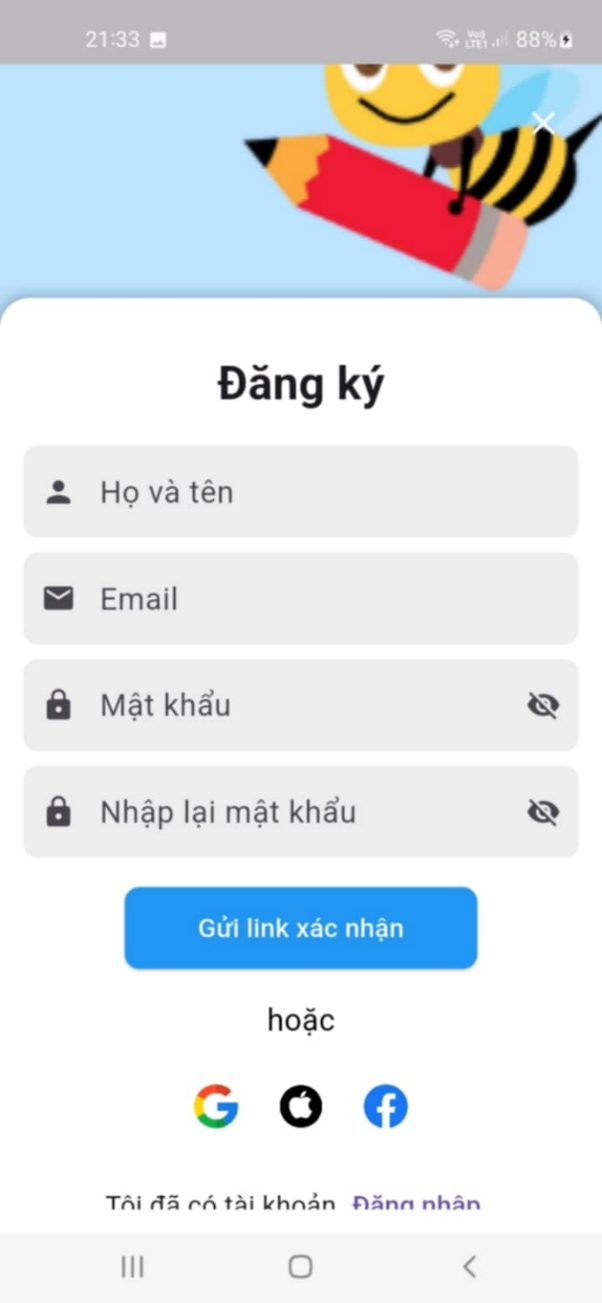 21:33 88%
Đăng ký
Họ và tên
Email
Mật khẩu
Nhập lại mật khẩu
Gửi link xác nhận
hoặc
Tôi đã có tài khoản Đăng nhập